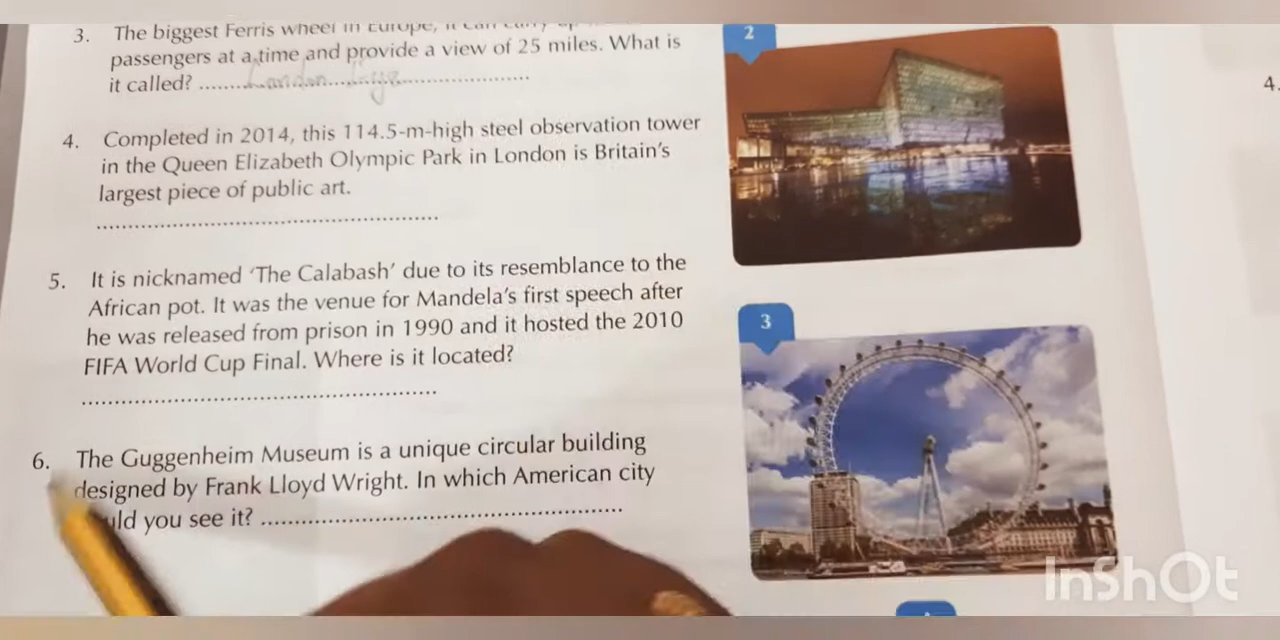 3. The biggest Ferris wheel in Europe, it can carry
passengers at a time and provide a view of 25 miles. What is
it called? .......... London Eye ....................
4. Completed in 2014, this 114.5-m-high steel observation tower
in the Queen Elizabeth Olympic Park in London is Britain's
largest piece of public art.
..................................................
5. It is nicknamed 'The Calabash' due to its resemblance to the
African pot. It was the venue for Mandela's first speech after
he was released from prison in 1990 and it hosted the 2010
FIFA World Cup Final. Where is it located?
..................................................
6. The Guggenheim Museum is a unique circular building
designed by Frank Lloyd Wright. In which American city
you see it? ..................................................
2
3
4.
InShOt